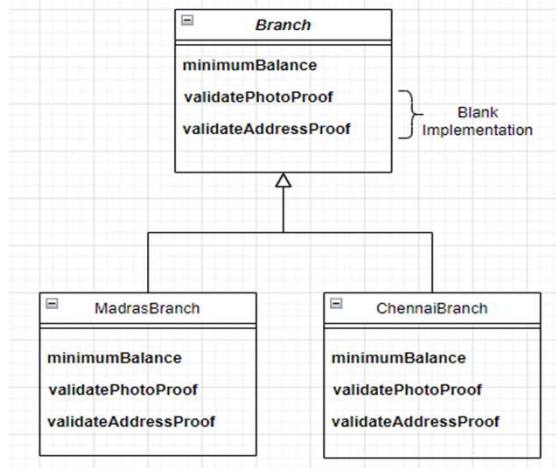 Branch
minimumBalance
validatePhotoProof
validateAddressProof
Blank
Implementation
MadrasBranch
minimumBalance
validatePhotoProof
validateAddressProof
ChennaiBranch
minimumBalance
validatePhotoProof
validateAddressProof